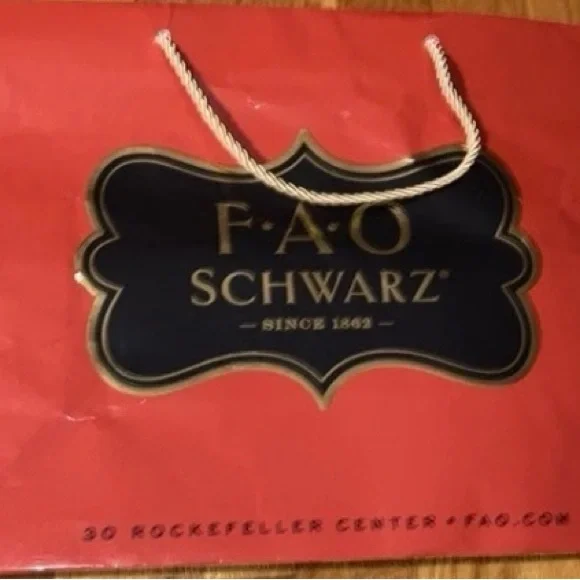 F·A·O
SCHWARZ®
— SINCE 1862 —
30 ROCKEFELLER CENTER • FAO.COM